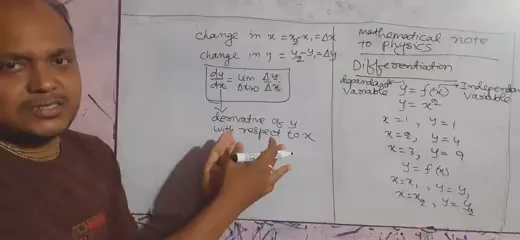 change in x = x₂-x₁ = Δx
change in y = y₂-y₁ = Δy
dy/dx = Lim Δx→0 Δy/Δx
derivative of y
with respect to x
mathematical note
to physics
Differentiation
dependent Variable y = f(x) → Independent Variable
y = x²
x = 1, y = 1
x = 2, y = 4
x = 3, y = 9
y = f(x)
x = x₁, y = y₁
x = x₂, y = y₂